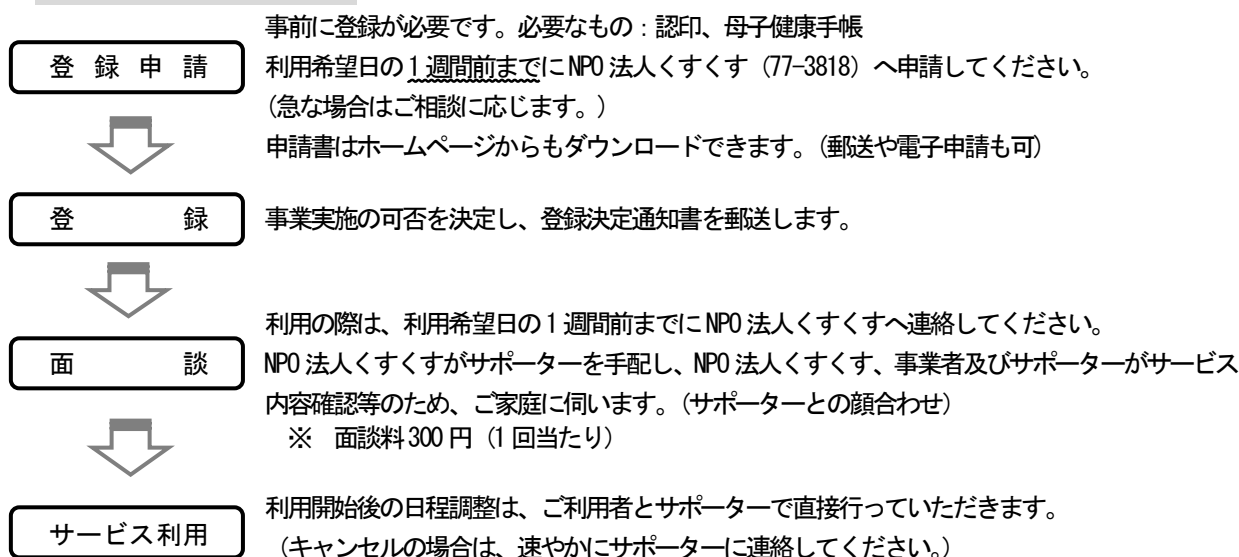 事前に登録が必要です。必要なもの：認印、母子健康手帳
登録申請
利用希望日の1週間前までにNPO法人くすくす（77-3818）へ申請してください。
（急な場合はご相談に応じます。）
申請書はホームページからもダウンロードできます。（郵送や電子申請も可）
登録
事業実施の可否を決定し、登録決定通知書を郵送します。
利用の際は、利用希望日の1週間前までにNPO法人くすくすへ連絡してください。
面談
NPO法人くすくすがサポーターを手配し、NPO法人くすくす、事業者及びサポーターがサービス
内容確認等のため、ご家庭に伺います。（サポーターとの顔合わせ）
※　面談料300円（1回当たり）
利用開始後の日程調整は、ご利用者とサポーターで直接行っていただきます。
サービス利用
（キャンセルの場合は、速やかにサポーターに連絡してください。）